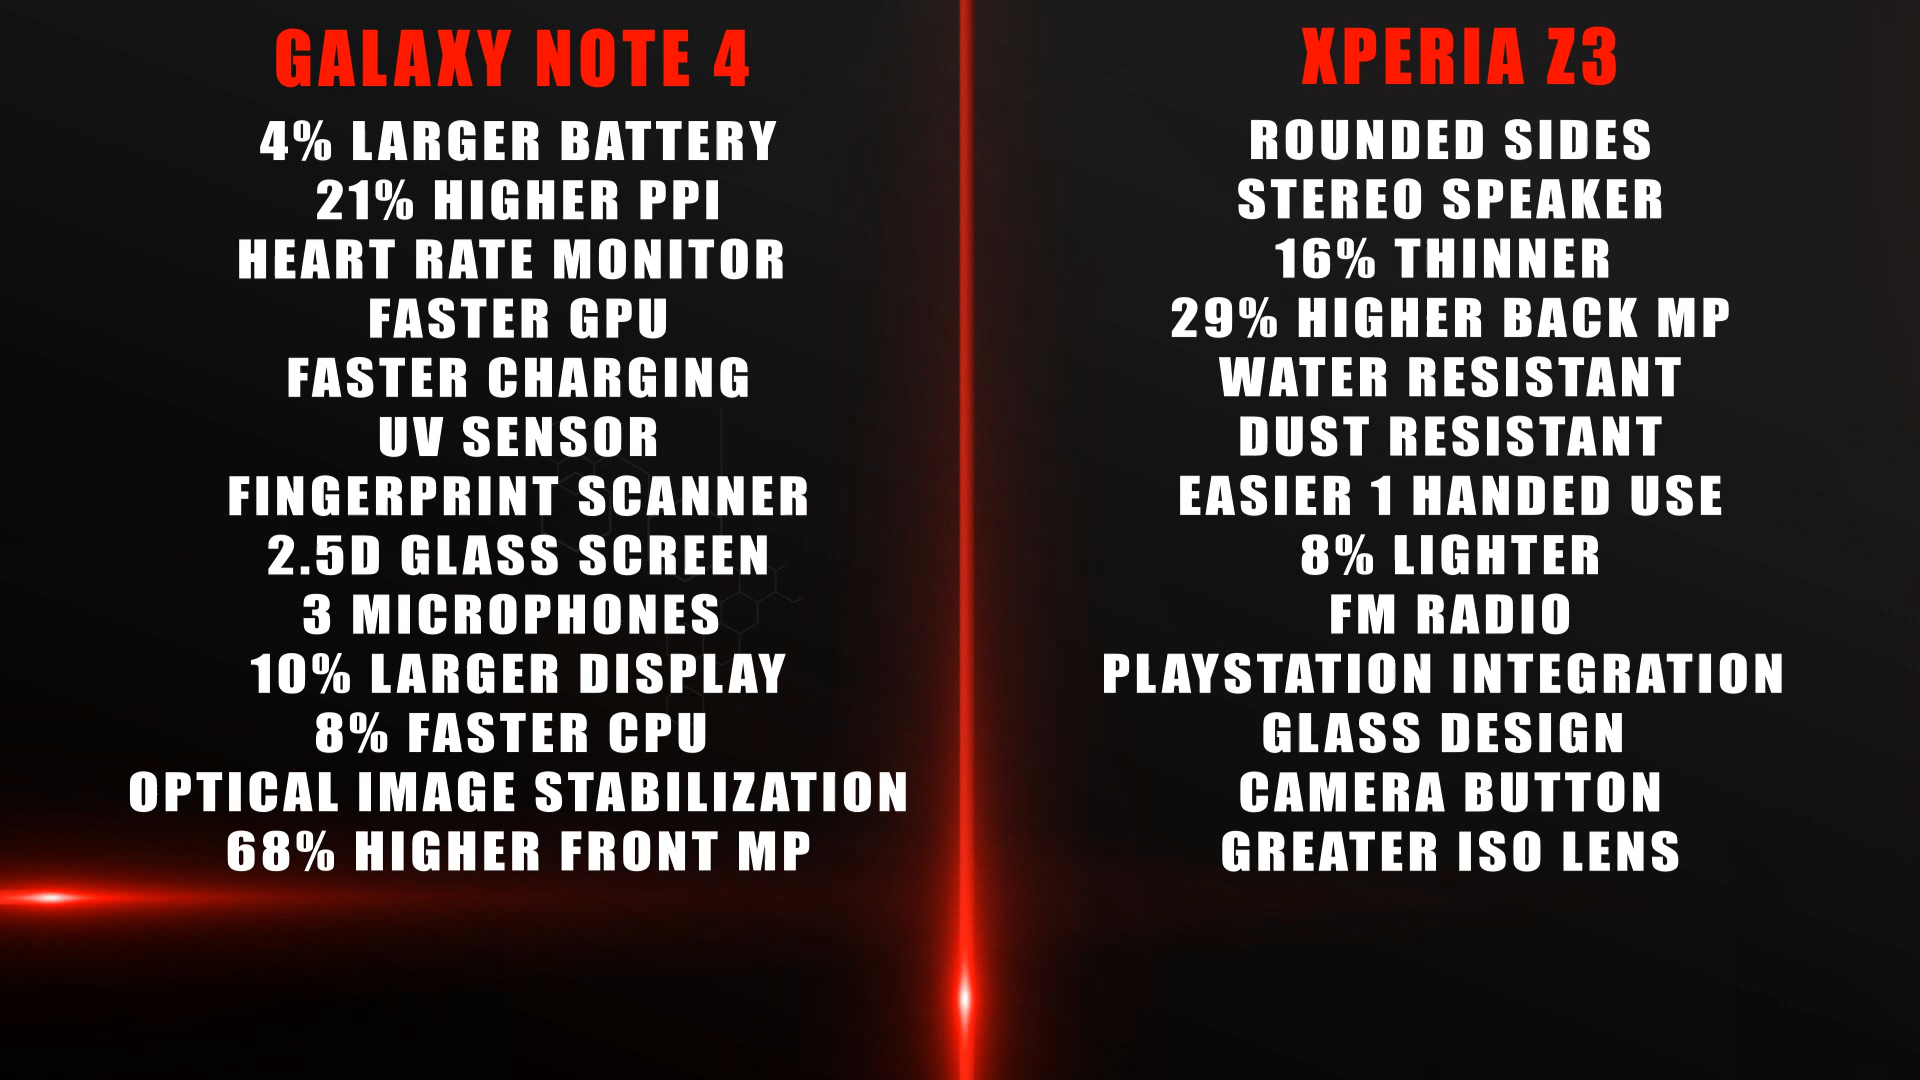 GALAXY NOTE 4
4% LARGER BATTERY
21% HIGHER PPI
HEART RATE MONITOR
FASTER GPU
FASTER CHARGING
UV SENSOR
FINGERPRINT SCANNER
2.5D GLASS SCREEN
3 MICROPHONES
10% LARGER DISPLAY
8% FASTER CPU
OPTICAL IMAGE STABILIZATION
68% HIGHER FRONT MP
XPERIA Z3
ROUNDED SIDES
STEREO SPEAKER
16% THINNER
29% HIGHER BACK MP
WATER RESISTANT
DUST RESISTANT
EASIER 1 HANDED USE
8% LIGHTER
FM RADIO
PLAYSTATION INTEGRATION
GLASS DESIGN
CAMERA BUTTON
GREATER ISO LENS